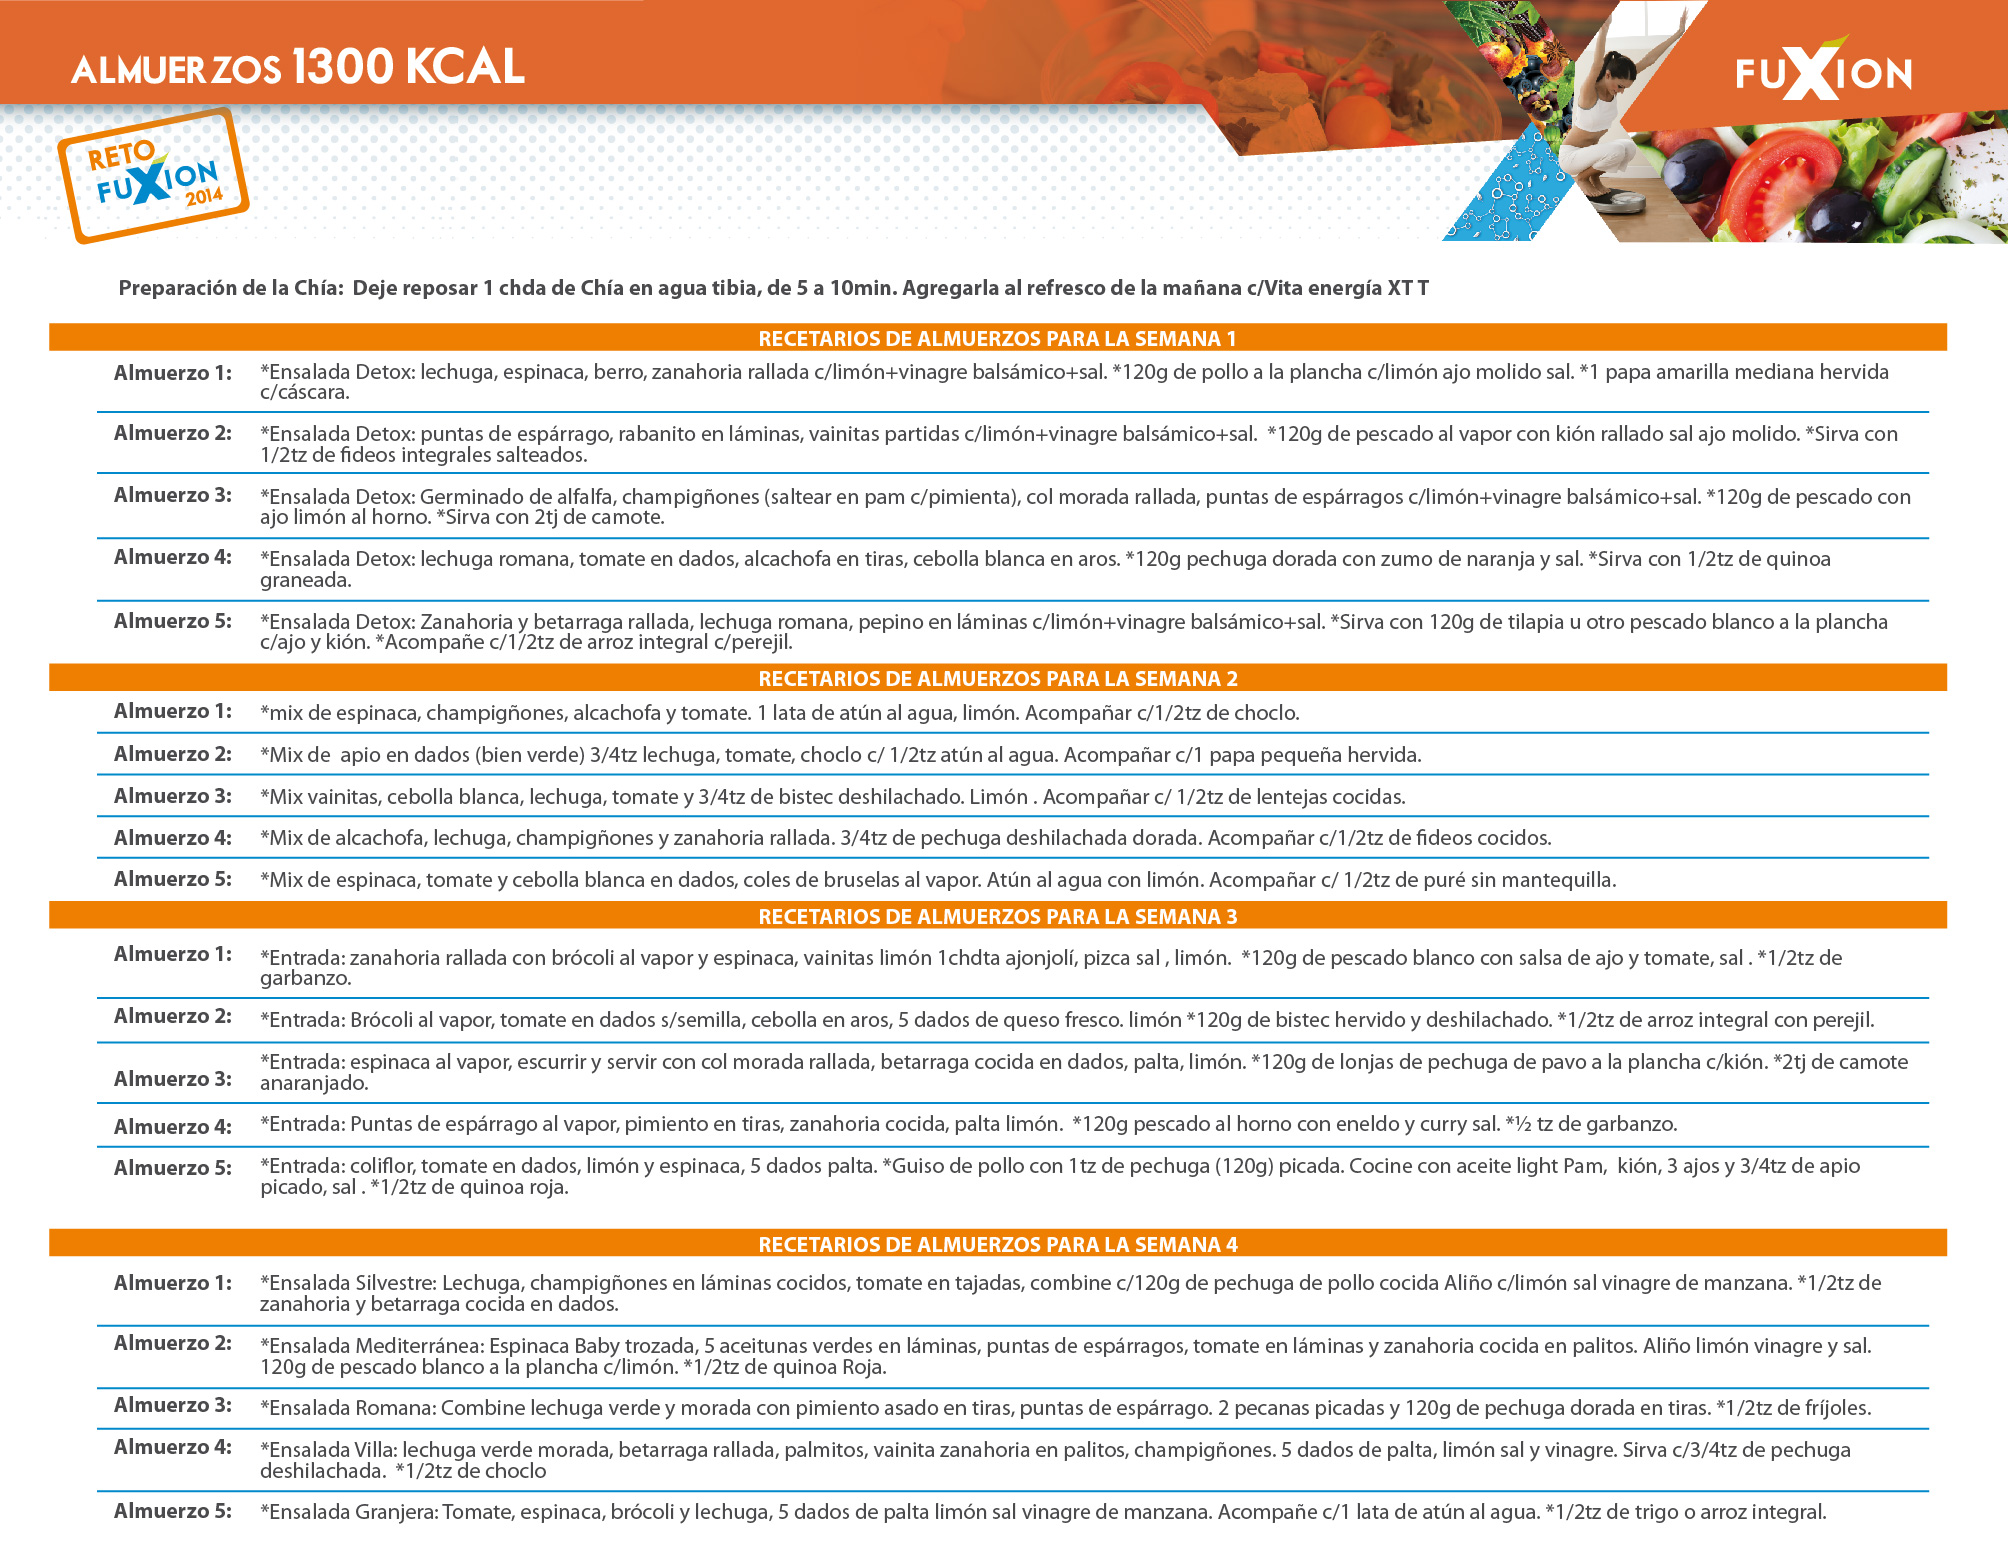 ALMUERZOS 1300 KCAL
FUXION
RETO
FUXION
2014
Preparación de la Chía: Deje reposar 1 chda de Chía en agua tibia, de 5 a 10min. Agregarla al refresco de la mañana c/Vita energía XT T
RECETARIOS DE ALMUERZOS PARA LA SEMANA 1
Almuerzo 1: *Ensalada Detox: lechuga, espinaca, berro, zanahoria rallada c/limón+vinagre balsámico+sal. *120g de pollo a la plancha c/limón ajo molido sal. *1 papa amarilla mediana hervida
c/cáscara.
Almuerzo 2: *Ensalada Detox: puntas de espárrago, rabanito en láminas, vainitas partidas c/limón+vinagre balsámico+sal. *120g de pescado al vapor con kión rallado sal ajo molido. *Sirva con
1/2tz de fideos integrales salteados.
Almuerzo 3: *Ensalada Detox: Germinado de alfalfa, champigñones (saltear en pam c/pimienta), col morada rallada, puntas de espárragos c/limón+vinagre balsámico+sal. *120g de pescado con
ajo limón al horno. *Sirva con 2tj de camote.
Almuerzo 4: *Ensalada Detox: lechuga romana, tomate en dados, alcachofa en tiras, cebolla blanca en aros. *120g pechuga dorada con zumo de naranja y sal. *Sirva con 1/2tz de quinoa
graneada.
Almuerzo 5: *Ensalada Detox: Zanahoria y betarraga rallada, lechuga romana, pepino en láminas c/limón+vinagre balsámico+sal. *Sirva con 120g de tilapia u otro pescado blanco a la plancha
c/ajo y kión. *Acompañe c/1/2tz de arroz integral c/perejil.
RECETARIOS DE ALMUERZOS PARA LA SEMANA 2
Almuerzo 1: *mix de espinaca, champigñones, alcachofa y tomate. 1 lata de atún al agua, limón. Acompañar c/1/2tz de choclo.
Almuerzo 2: *Mix de apio en dados (bien verde) 3/4tz lechuga, tomate, choclo c/ 1/2tz atún al agua. Acompañar c/1 papa pequeña hervida.
Almuerzo 3: *Mix vainitas, cebolla blanca, lechuga, tomate y 3/4tz de bistec deshilachado. Limón . Acompañar c/ 1/2tz de lentejas cocidas.
Almuerzo 4: *Mix de alcachofa, lechuga, champigñones y zanahoria rallada. 3/4tz de pechuga deshilachada dorada. Acompañar c/1/2tz de fideos cocidos.
Almuerzo 5: *Mix de espinaca, tomate y cebolla blanca en dados, coles de bruselas al vapor. Atún al agua con limón. Acompañar c/ 1/2tz de puré sin mantequilla.
RECETARIOS DE ALMUERZOS PARA LA SEMANA 3
Almuerzo 1: *Entrada: zanahoria rallada con brócoli al vapor y espinaca, vainitas limón 1chdta ajonjolí, pizca sal , limón. *120g de pescado blanco con salsa de ajo y tomate, sal . *1/2tz de
garbanzo.
Almuerzo 2: *Entrada: Brócoli al vapor, tomate en dados s/semilla, cebolla en aros, 5 dados de queso fresco. limón *120g de bistec hervido y deshilachado. *1/2tz de arroz integral con perejil.
Almuerzo 3: *Entrada: espinaca al vapor, escurrir y servir con col morada rallada, betarraga cocida en dados, palta, limón. *120g de lonjas de pechuga de pavo a la plancha c/kión. *2tj de camote
anaranjado.
Almuerzo 4: *Entrada: Puntas de espárrago al vapor, pimiento en tiras, zanahoria cocida, palta limón. *120g pescado al horno con eneldo y curry sal. *½ tz de garbanzo.
Almuerzo 5: *Entrada: coliflor, tomate en dados, limón y espinaca, 5 dados palta. *Guiso de pollo con 1tz de pechuga (120g) picada. Cocine con aceite light Pam, kión, 3 ajos y 3/4tz de apio
picado, sal . *1/2tz de quinoa roja.
RECETARIOS DE ALMUERZOS PARA LA SEMANA 4
Almuerzo 1: *Ensalada Silvestre: Lechuga, champigñones en láminas cocidos, tomate en tajadas, combine c/120g de pechuga de pollo cocida Aliño c/limón sal vinagre de manzana. *1/2tz de
zanahoria y betarraga cocida en dados.
Almuerzo 2: *Ensalada Mediterránea: Espinaca Baby trozada, 5 aceitunas verdes en láminas, puntas de espárragos, tomate en láminas y zanahoria cocida en palitos. Aliño limón vinagre y sal.
120g de pescado blanco a la plancha c/limón. *1/2tz de quinoa Roja.
Almuerzo 3: *Ensalada Romana: Combine lechuga verde y morada con pimiento asado en tiras, puntas de espárrago. 2 pecanas picadas y 120g de pechuga dorada en tiras. *1/2tz de fríjoles.
Almuerzo 4: *Ensalada Villa: lechuga verde morada, betarraga rallada, palmitos, vainita zanahoria en palitos, champigñones. 5 dados de palta, limón sal y vinagre. Sirva c/3/4tz de pechuga
deshilachada. *1/2tz de choclo
Almuerzo 5: *Ensalada Granjera: Tomate, espinaca, brócoli y lechuga, 5 dados de palta limón sal vinagre de manzana. Acompañe c/1 lata de atún al agua. *1/2tz de trigo o arroz integral.